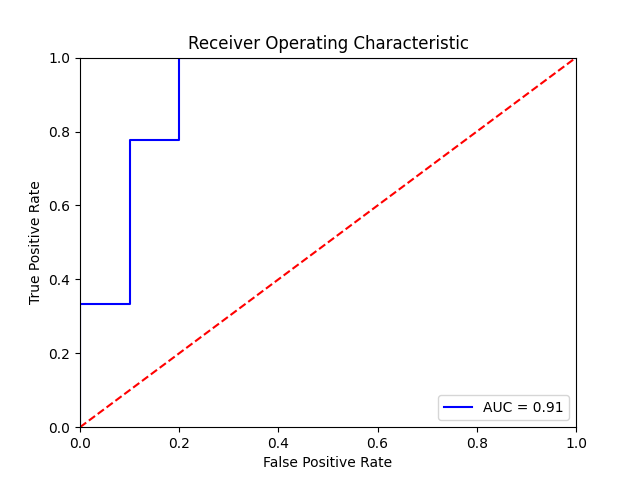 Receiver Operating Characteristic
1.0
0.8
0.6
0.4
0.2
0.0
True Positive Rate
AUC = 0.91
0.0 0.2 0.4 0.6 0.8 1.0
False Positive Rate